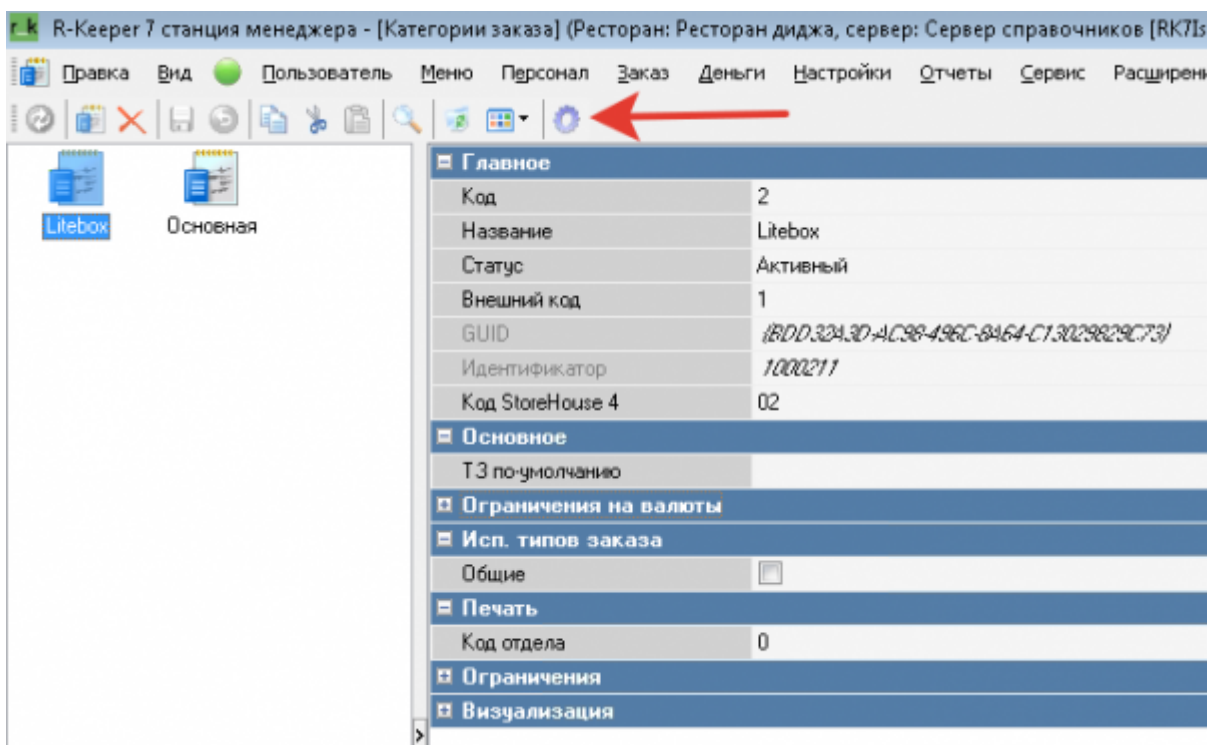 r_k R-Keeper 7 станция менеджера - [Категории заказа] (Ресторан: Ресторан диджа, сервер: Сервер справочников [RK7Is
Правка Вид Пользователь Меню Персонал Заказ Деньги Настройки Отчеты Сервис Расширен
Litebox Основная
Главное
Код 2
Название Litebox
Статус Активный
Внешний код 1
GUID {BDD32A3D-AC98-496C-8A64-C13029829C73}
Идентификатор 1000211
Код StoreHouse 4 02
Основное
ТЗ по-умолчанию
Ограничения на валюты
Исп. типов заказа
Общие
Печать
Код отдела 0
Ограничения
Визуализация